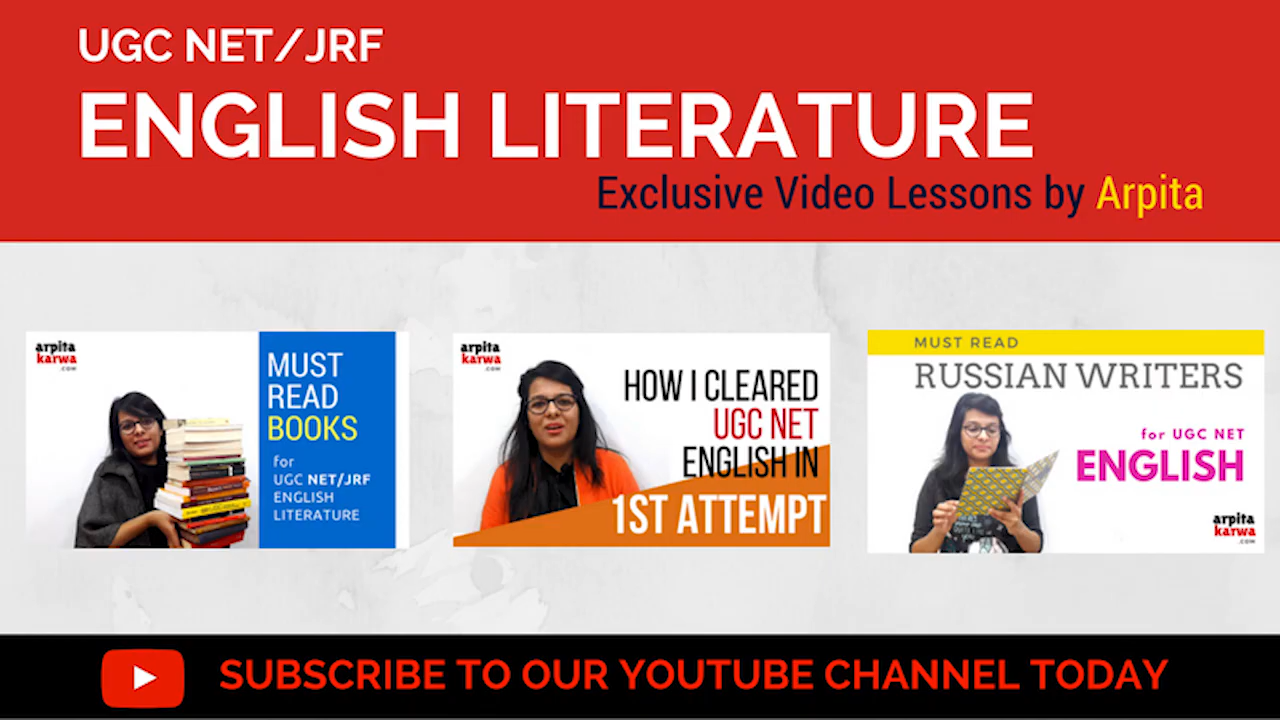 UGC NET/JRF
ENGLISH LITERATURE
Exclusive Video Lessons by Arpita
arpita
karwa
.COM
MUST
READ
BOOKS
for
UGC NET/JRF
ENGLISH
LITERATURE
arpita
karwa
.COM
HOW I CLEARED
UGC NET
ENGLISH IN
1ST ATTEMPT
MUST READ
RUSSIAN WRITERS
for UGC NET
ENGLISH
arpita
karwa
.COM
SUBSCRIBE TO OUR YOUTUBE CHANNEL TODAY